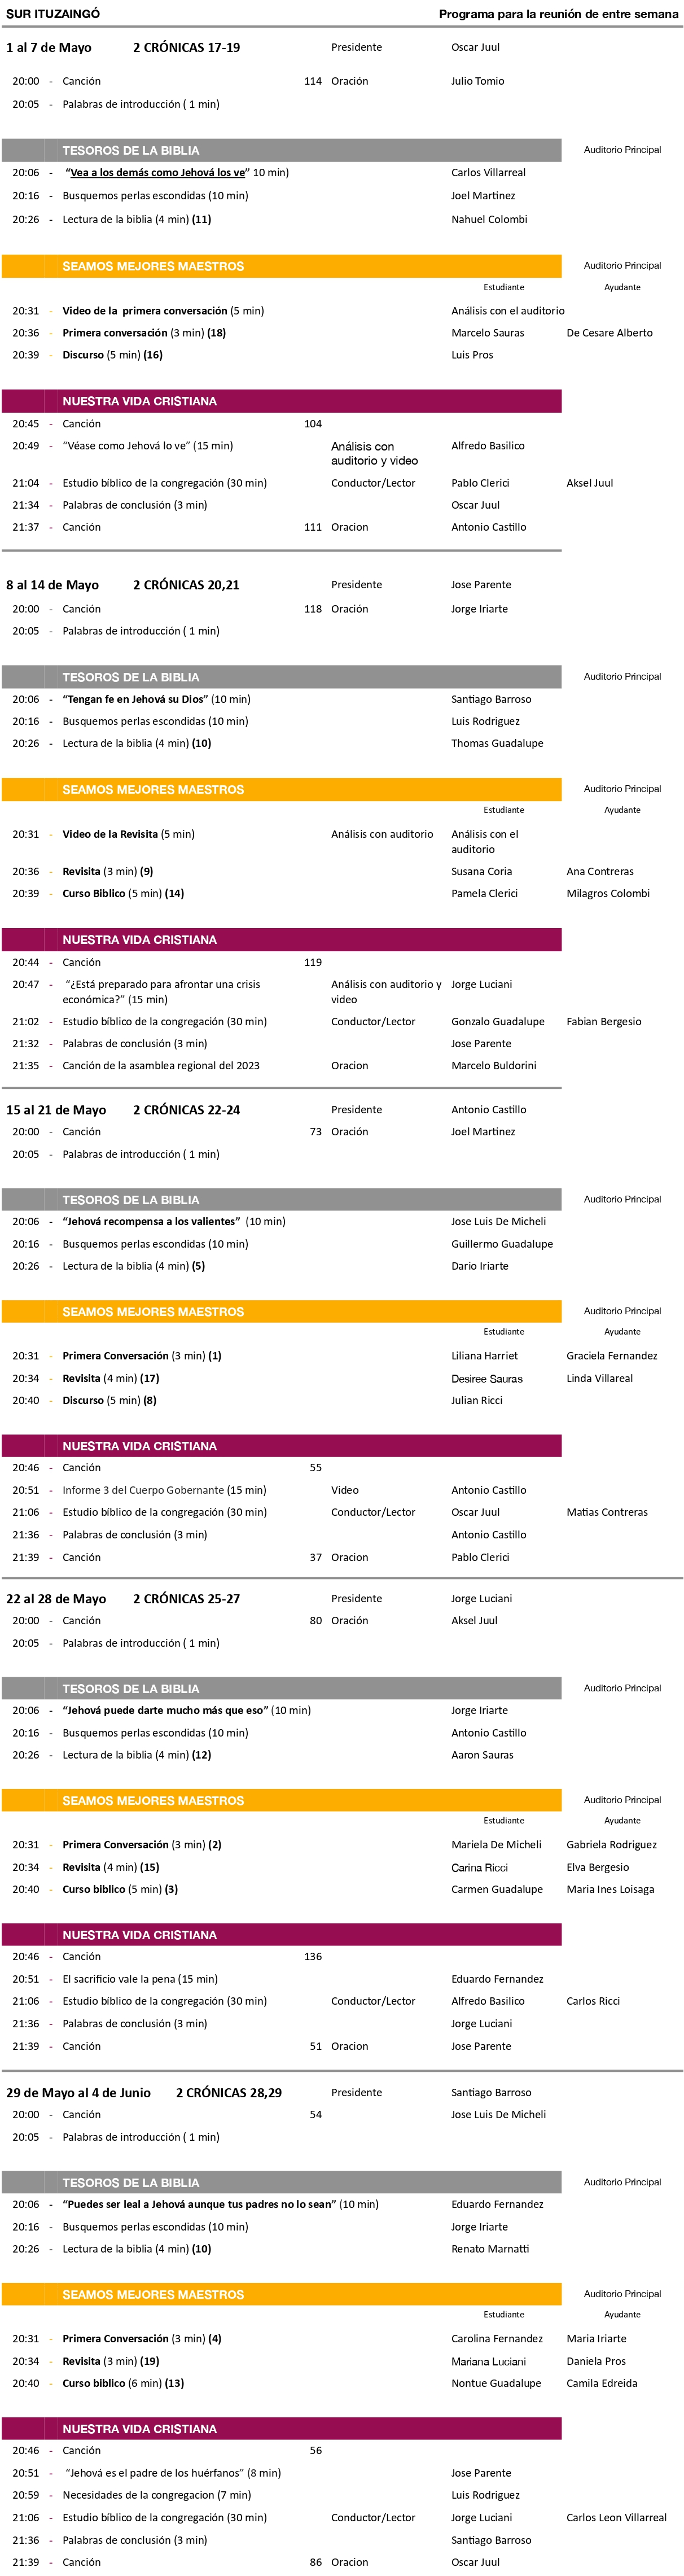 SUR ITUZAINGÓ Programa para la reunión de entre semana
1 al 7 de Mayo 2 CRÓNICAS 17-19 Presidente Oscar Juul
20:00 - Canción 114 Oración Julio Tomio
20:05 - Palabras de introducción ( 1 min)
TESOROS DE LA BIBLIA Auditorio Principal
20:06 - “Vea a los demás como Jehová los ve” 10 min) Carlos Villarreal
20:16 - Busquemos perlas escondidas (10 min) Joel Martinez
20:26 - Lectura de la biblia (4 min) (11) Nahuel Colombi
SEAMOS MEJORES MAESTROS Auditorio Principal
Estudiante Ayudante
20:31 - Video de la primera conversación (5 min) Análisis con el auditorio
20:36 - Primera conversación (3 min) (18) Marcelo Sauras De Cesare Alberto
20:39 - Discurso (5 min) (16) Luis Pros
NUESTRA VIDA CRISTIANA
20:45 - Canción 104
20:49 - “Véase como Jehová lo ve” (15 min) Análisis con Alfredo Basilico
auditorio y video
21:04 - Estudio bíblico de la congregación (30 min) Conductor/Lector Pablo Clerici Aksel Juul
21:34 - Palabras de conclusión (3 min) Oscar Juul
21:37 - Canción 111 Oracion Antonio Castillo
8 al 14 de Mayo 2 CRÓNICAS 20,21 Presidente Jose Parente
20:00 - Canción 118 Oración Jorge Iriarte
20:05 - Palabras de introducción ( 1 min)
TESOROS DE LA BIBLIA Auditorio Principal
20:06 - “Tengan fe en Jehová su Dios” (10 min) Santiago Barroso
20:16 - Busquemos perlas escondidas (10 min) Luis Rodriguez
20:26 - Lectura de la biblia (4 min) (10) Thomas Guadalupe
SEAMOS MEJORES MAESTROS Auditorio Principal
Estudiante Ayudante
20:31 - Video de la Revisita (5 min) Análisis con auditorio Análisis con el
auditorio
20:36 - Revisita (3 min) (9) Susana Coria Ana Contreras
20:39 - Curso Biblico (5 min) (14) Pamela Clerici Milagros Colombi
NUESTRA VIDA CRISTIANA
20:44 - Canción 119
20:47 - “¿Está preparado para afrontar una crisis Análisis con auditorio y Jorge Luciani
económica?” (15 min) video
21:02 - Estudio bíblico de la congregación (30 min) Conductor/Lector Gonzalo Guadalupe Fabian Bergesio
21:32 - Palabras de conclusión (3 min) Jose Parente
21:35 - Canción de la asamblea regional del 2023 Oracion Marcelo Buldorini
15 al 21 de Mayo 2 CRÓNICAS 22-24 Presidente Antonio Castillo
20:00 - Canción 73 Oración Joel Martinez
20:05 - Palabras de introducción ( 1 min)
TESOROS DE LA BIBLIA Auditorio Principal
20:06 - “Jehová recompensa a los valientes” (10 min) Jose Luis De Micheli
20:16 - Busquemos perlas escondidas (10 min) Guillermo Guadalupe
20:26 - Lectura de la biblia (4 min) (5) Dario Iriarte
SEAMOS MEJORES MAESTROS Auditorio Principal
Estudiante Ayudante
20:31 - Primera Conversación (3 min) (1) Liliana Harriet Graciela Fernandez
20:34 - Revisita (4 min) (17) Desiree Sauras Linda Villareal
20:40 - Discurso (5 min) (8) Julian Ricci
NUESTRA VIDA CRISTIANA
20:46 - Canción 55
20:51 - Informe 3 del Cuerpo Gobernante (15 min) Video Antonio Castillo
21:06 - Estudio bíblico de la congregación (30 min) Conductor/Lector Oscar Juul Matias Contreras
21:36 - Palabras de conclusión (3 min) Antonio Castillo
21:39 - Canción 37 Oracion Pablo Clerici
22 al 28 de Mayo 2 CRÓNICAS 25-27 Presidente Jorge Luciani
20:00 - Canción 80 Oración Aksel Juul
20:05 - Palabras de introducción ( 1 min)
TESOROS DE LA BIBLIA Auditorio Principal
20:06 - “Jehová puede darte mucho más que eso” (10 min) Jorge Iriarte
20:16 - Busquemos perlas escondidas (10 min) Antonio Castillo
20:26 - Lectura de la biblia (4 min) (12) Aaron Sauras
SEAMOS MEJORES MAESTROS Auditorio Principal
Estudiante Ayudante
20:31 - Primera Conversación (3 min) (2) Mariela De Micheli Gabriela Rodriguez
20:34 - Revisita (4 min) (15) Carina Ricci Elva Bergesio
20:40 - Curso biblico (5 min) (3) Carmen Guadalupe Maria Ines Loisaga
NUESTRA VIDA CRISTIANA
20:46 - Canción 136
20:51 - El sacrificio vale la pena (15 min) Eduardo Fernandez
21:06 - Estudio bíblico de la congregación (30 min) Conductor/Lector Alfredo Basilico Carlos Ricci
21:36 - Palabras de conclusión (3 min) Jorge Luciani
21:39 - Canción 51 Oracion Jose Parente
29 de Mayo al 4 de Junio 2 CRÓNICAS 28,29 Presidente Santiago Barroso
20:00 - Canción 54 Jose Luis De Micheli
20:05 - Palabras de introducción ( 1 min)
TESOROS DE LA BIBLIA Auditorio Principal
20:06 - “Puedes ser leal a Jehová aunque tus padres no lo sean” (10 min) Eduardo Fernandez
20:16 - Busquemos perlas escondidas (10 min) Jorge Iriarte
20:26 - Lectura de la biblia (4 min) (10) Renato Marnatti
SEAMOS MEJORES MAESTROS Auditorio Principal
Estudiante Ayudante
20:31 - Primera Conversación (3 min) (4) Carolina Fernandez Maria Iriarte
20:34 - Revisita (3 min) (19) Mariana Luciani Daniela Pros
20:40 - Curso biblico (6 min) (13) Nontue Guadalupe Camila Edreida
NUESTRA VIDA CRISTIANA
20:46 - Canción 56
20:51 - “Jehová es el padre de los huérfanos” (8 min) Jose Parente
20:59 - Necesidades de la congregacion (7 min) Luis Rodriguez
21:06 - Estudio bíblico de la congregación (30 min) Conductor/Lector Jorge Luciani Carlos Leon Villarreal
21:36 - Palabras de conclusión (3 min) Santiago Barroso
21:39 - Canción 86 Oracion Oscar Juul